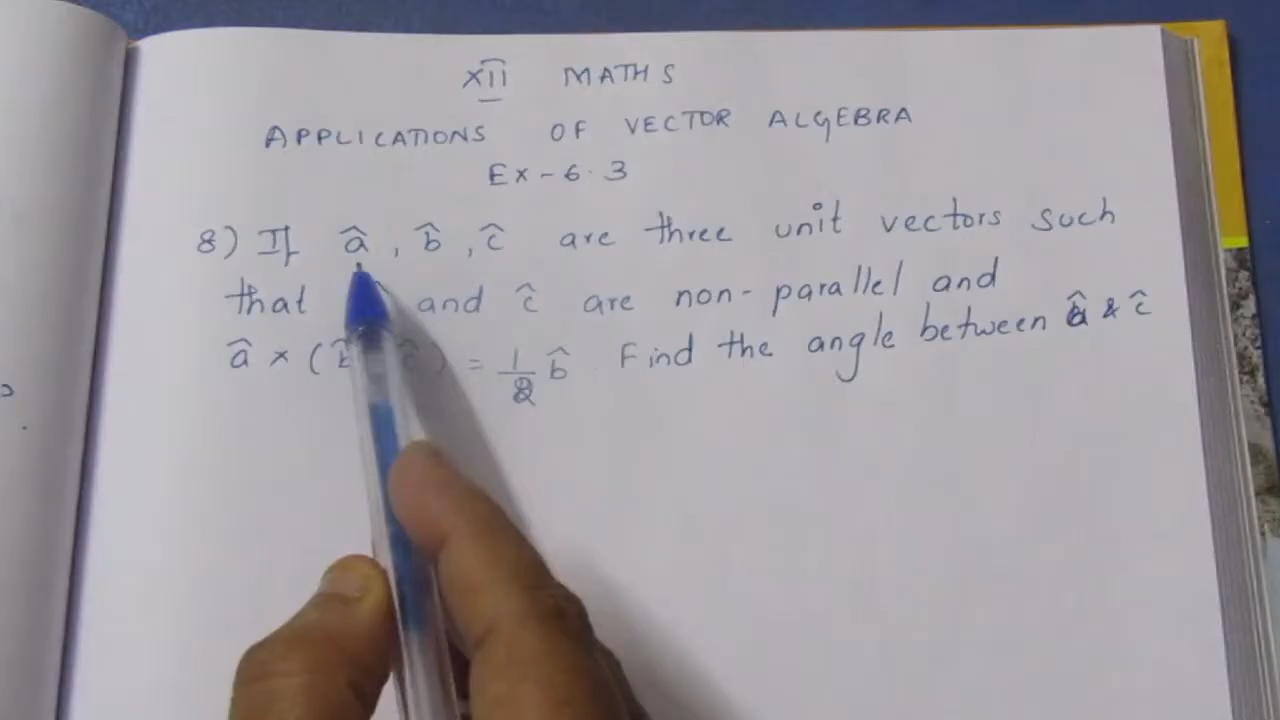 XII MATHS
APPLICATIONS OF VECTOR ALGEBRA
Ex-6.3
8) If â, b̂, ĉ are three unit vectors such
that and ĉ are non-parallel and
â × (b̂ ĉ) = 1/2 b̂ Find the angle between â & ĉ